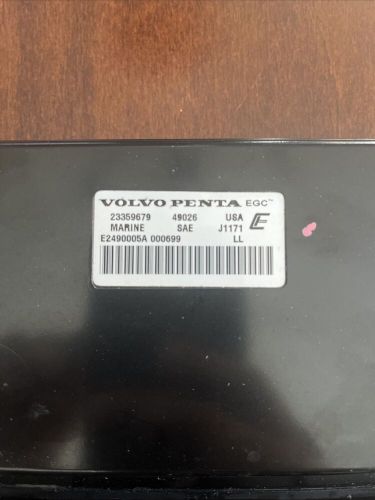 VOLVO PENTA EGC™
23359679 49026 USA
MARINE SAE J1171
E2490005A 000699 LL